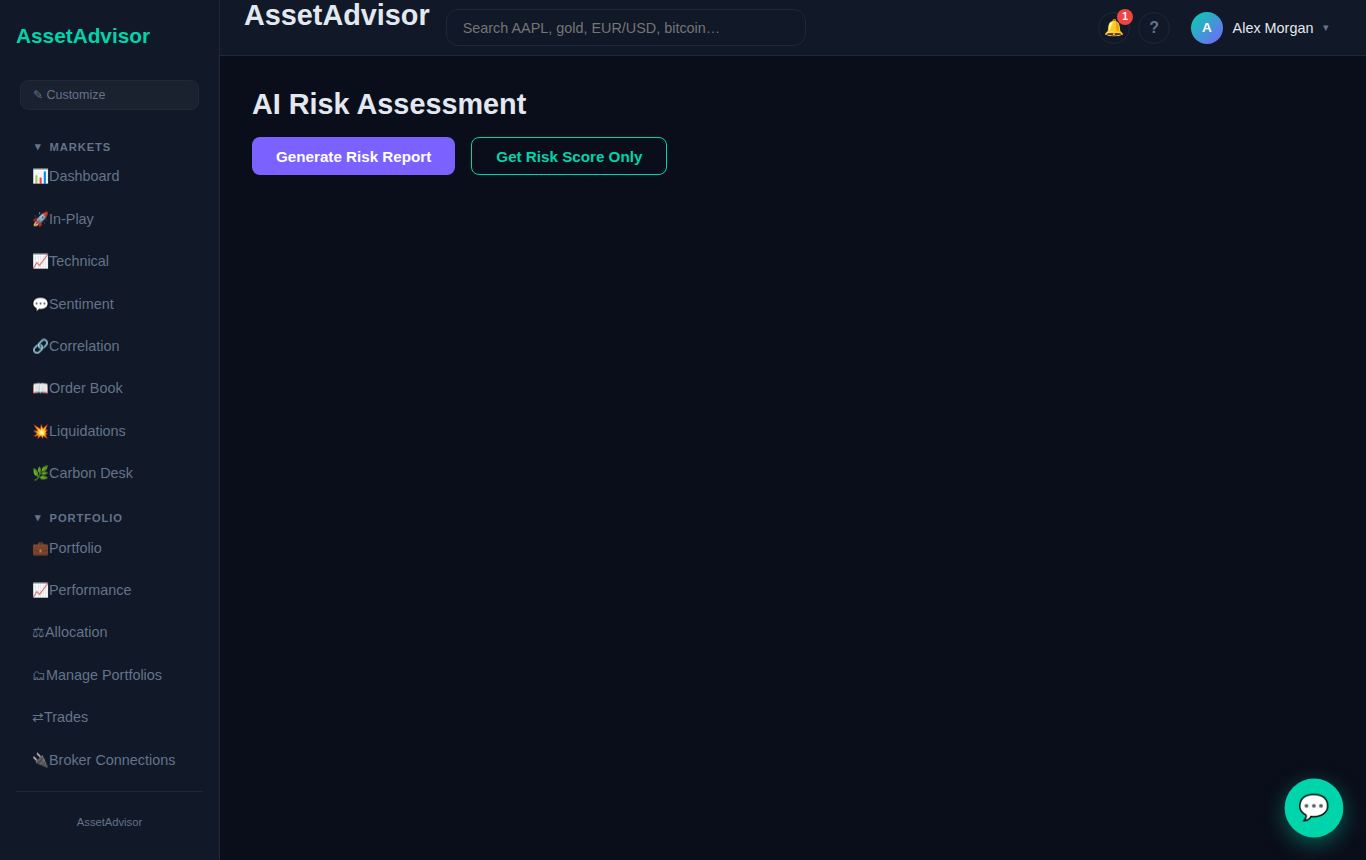 AssetAdvisor
✎ Customize
▼ MARKETS
📊Dashboard
🚀In-Play
📈Technical
💬Sentiment
🔗Correlation
📖Order Book
💥Liquidations
🌿Carbon Desk
▼ PORTFOLIO
💼Portfolio
📈Performance
⚖Allocation
🗂Manage Portfolios
⇄Trades
🔌Broker Connections
AssetAdvisor
AssetAdvisor
Search AAPL, gold, EUR/USD, bitcoin…
🔔 1
?
A Alex Morgan ▾
AI Risk Assessment
Generate Risk Report
Get Risk Score Only